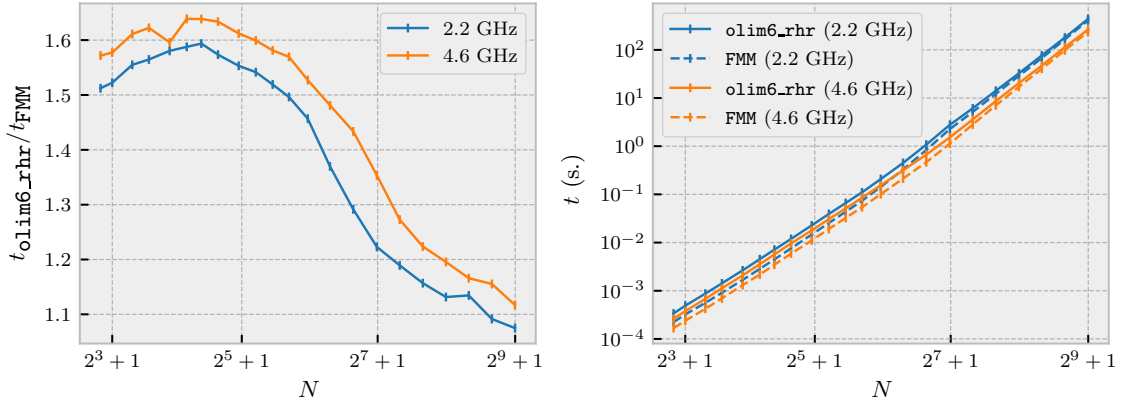 t_olim6_rhr/t_FMM
1.6
1.5
1.4
1.3
1.2
1.1
2^3 + 1
2^5 + 1
2^7 + 1
2^9 + 1
N
2.2 GHz
4.6 GHz
t (s.)
10^2
10^1
10^0
10^−1
10^−2
10^−3
10^−4
2^3 + 1
2^5 + 1
2^7 + 1
2^9 + 1
N
olim6_rhr (2.2 GHz)
FMM (2.2 GHz)
olim6_rhr (4.6 GHz)
FMM (4.6 GHz)